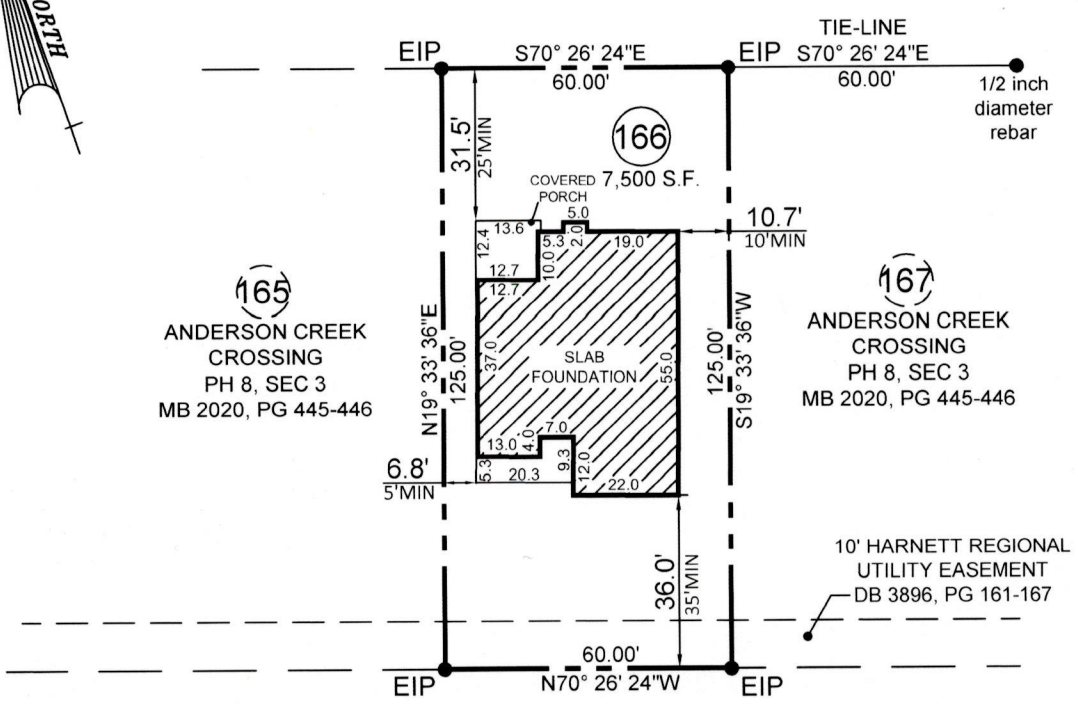 ORTH
TIE-LINE
EIP S70° 26' 24"E EIP S70° 26' 24"E
60.00' 60.00'
1/2 inch
diameter
rebar
31.5'
25'MIN
166
7,500 S.F.
COVERED
PORCH
5.0
13.6
12.4
5.3
2.0
19.0
10.0
12.7
12.7
10.7'
10'MIN
165
ANDERSON CREEK
CROSSING
PH 8, SEC 3
MB 2020, PG 445-446
N19° 33' 36"E
125.00'
37.0
SLAB
FOUNDATION
55.0
125.00'
S19° 33' 36"W
167
ANDERSON CREEK
CROSSING
PH 8, SEC 3
MB 2020, PG 445-446
7.0
13.0
4.0
5.3
20.3
9.3
12.0
22.0
6.8'
5'MIN
36.0'
35'MIN
10' HARNETT REGIONAL
UTILITY EASEMENT
DB 3896, PG 161-167
60.00'
EIP N70° 26' 24"W EIP